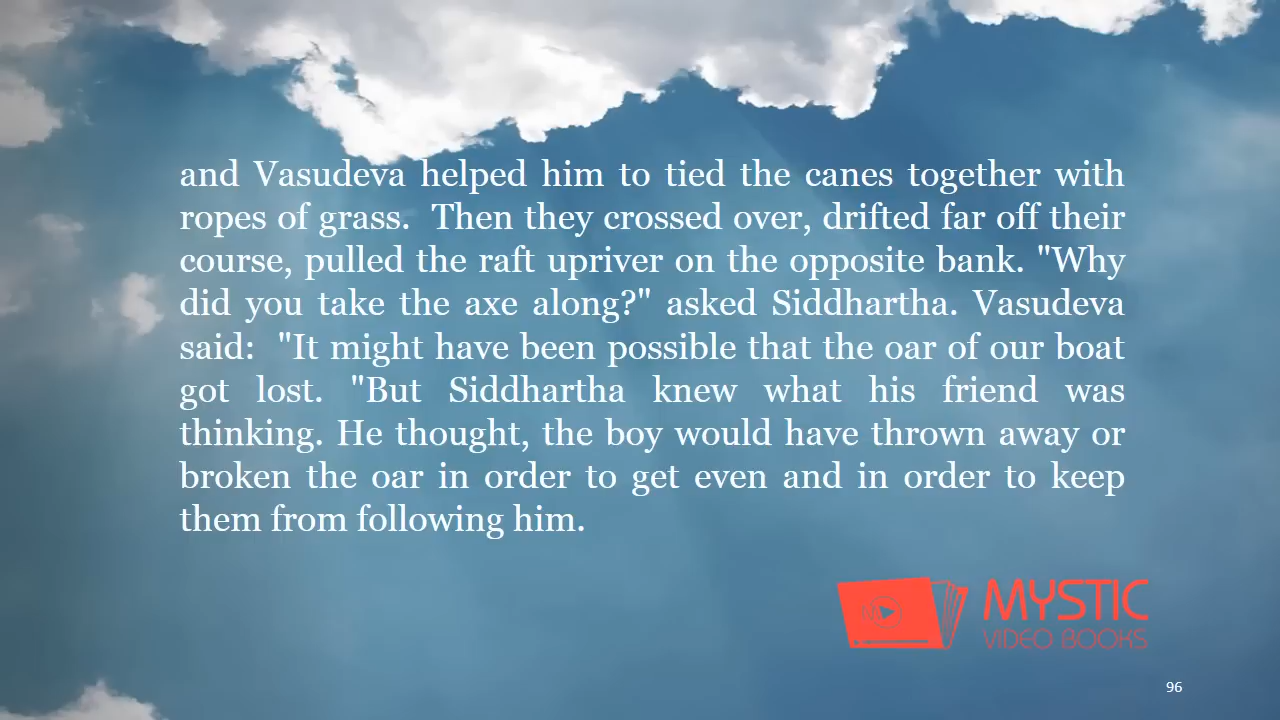 and Vasudeva helped him to tied the canes together with
ropes of grass.  Then they crossed over, drifted far off their
course, pulled the raft upriver on the opposite bank. "Why
did you take the axe along?" asked Siddhartha. Vasudeva
said:  "It might have been possible that the oar of our boat
got lost. "But Siddhartha knew what his friend was
thinking. He thought, the boy would have thrown away or
broken the oar in order to get even and in order to keep
them from following him.
MYSTIC
VIDEO BOOKS
96